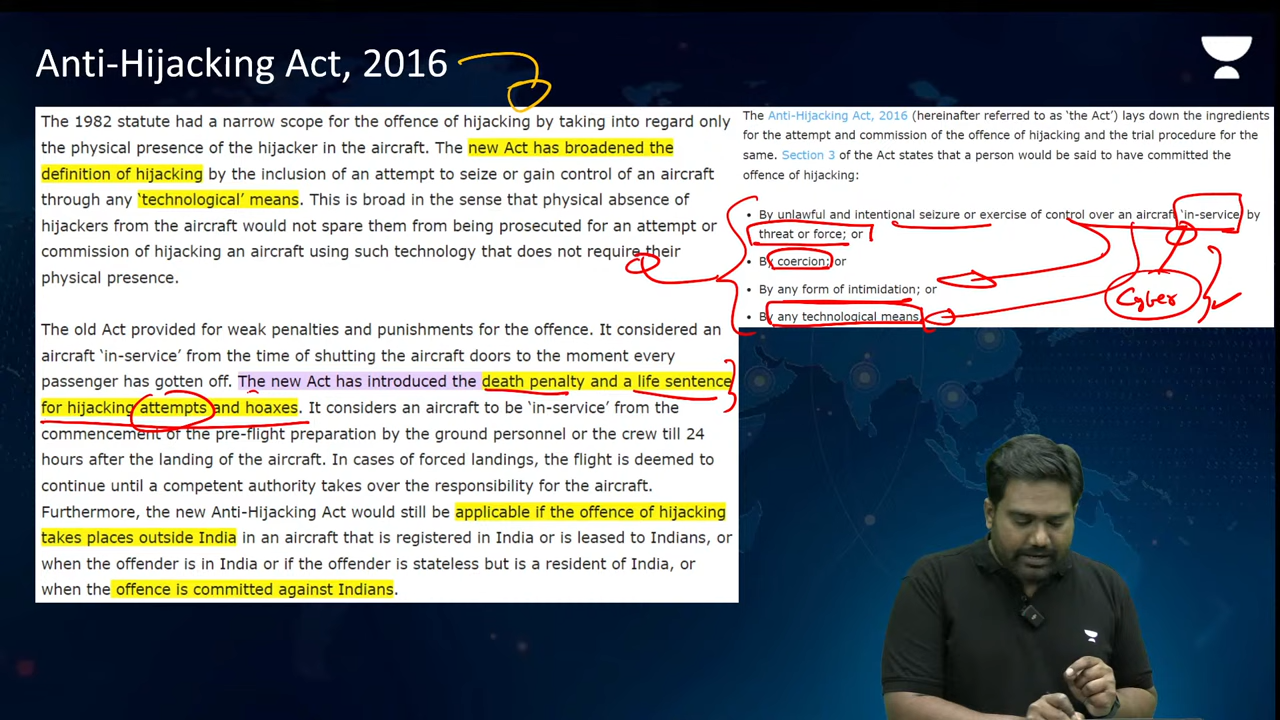 Anti-Hijacking Act, 2016
The 1982 statute had a narrow scope for the offence of hijacking by taking into regard only
the physical presence of the hijacker in the aircraft. The new Act has broadened the
definition of hijacking by the inclusion of an attempt to seize or gain control of an aircraft
through any ‘technological’ means. This is broad in the sense that physical absence of
hijackers from the aircraft would not spare them from being prosecuted for an attempt or
commission of hijacking an aircraft using such technology that does not require their
physical presence.
The old Act provided for weak penalties and punishments for the offence. It considered an
aircraft ‘in-service’ from the time of shutting the aircraft doors to the moment every
passenger has gotten off. The new Act has introduced the death penalty and a life sentence
for hijacking attempts and hoaxes. It considers an aircraft to be ‘in-service’ from the
commencement of the pre-flight preparation by the ground personnel or the crew till 24
hours after the landing of the aircraft. In cases of forced landings, the flight is deemed to
continue until a competent authority takes over the responsibility for the aircraft.
Furthermore, the new Anti-Hijacking Act would still be applicable if the offence of hijacking
takes places outside India in an aircraft that is registered in India or is leased to Indians, or
when the offender is in India or if the offender is stateless but is a resident of India, or
when the offence is committed against Indians.
The Anti-Hijacking Act, 2016 (hereinafter referred to as ‘the Act’) lays down the ingredients
for the attempt and commission of the offence of hijacking and the trial procedure for the
same. Section 3 of the Act states that a person would be said to have committed the
offence of hijacking:
• By unlawful and intentional seizure or exercise of control over an aircraft ‘in-service’ by
threat or force; or
• By coercion; or
• By any form of intimidation; or
• By any technological means.
Cyber